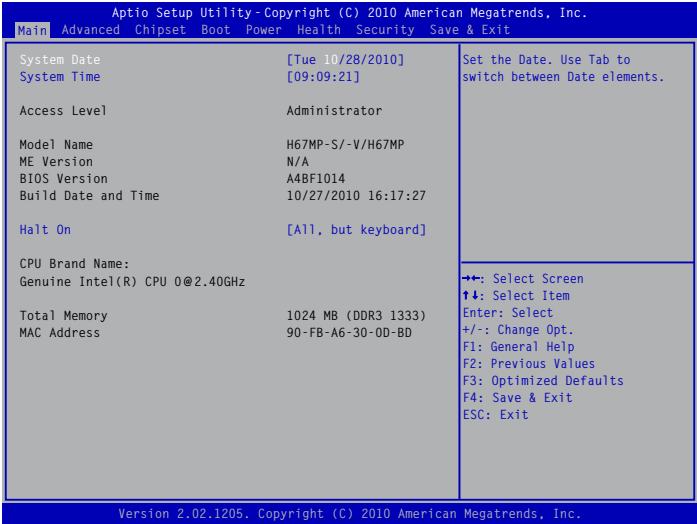 Aptio Setup Utility - Copyright (C) 2010 American Megatrends, Inc.
Main Advanced Chipset Boot Power Health Security Save & Exit
System Date [Tue 10/28/2010]
System Time [09:09:21]
Access Level Administrator
Model Name H67MP-S/-V/H67MP
ME Version N/A
BIOS Version A4BF1014
Build Date and Time 10/27/2010 16:17:27
Halt On [All, but keyboard]
CPU Brand Name:
Genuine Intel(R) CPU 0@2.40GHz
Total Memory 1024 MB (DDR3 1333)
MAC Address 90-FB-A6-30-0D-BD
Set the Date. Use Tab to
switch between Date elements.
→←: Select Screen
↑↓: Select Item
Enter: Select
+/-: Change Opt.
F1: General Help
F2: Previous Values
F3: Optimized Defaults
F4: Save & Exit
ESC: Exit
Version 2.02.1205. Copyright (C) 2010 American Megatrends, Inc.